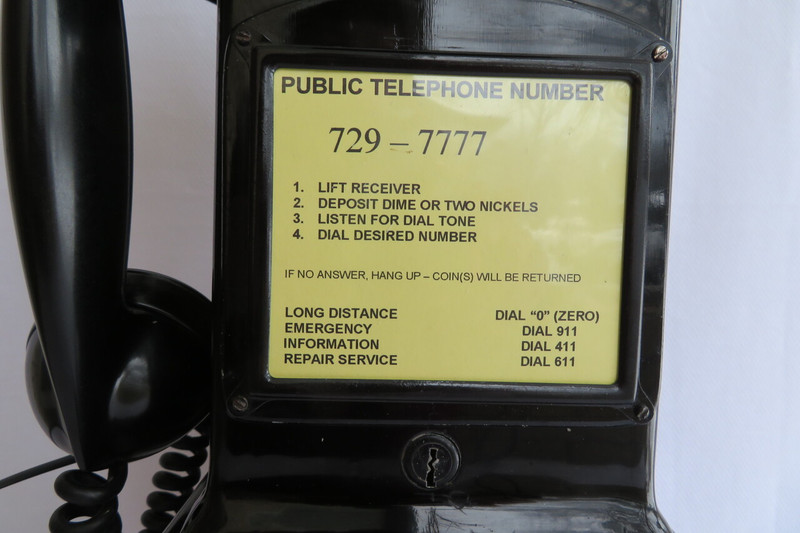 PUBLIC TELEPHONE NUMBER
729 – 7777
1. LIFT RECEIVER
2. DEPOSIT DIME OR TWO NICKELS
3. LISTEN FOR DIAL TONE
4. DIAL DESIRED NUMBER
IF NO ANSWER, HANG UP – COIN(S) WILL BE RETURNED
LONG DISTANCE DIAL “0” (ZERO)
EMERGENCY DIAL 911
INFORMATION DIAL 411
REPAIR SERVICE DIAL 611